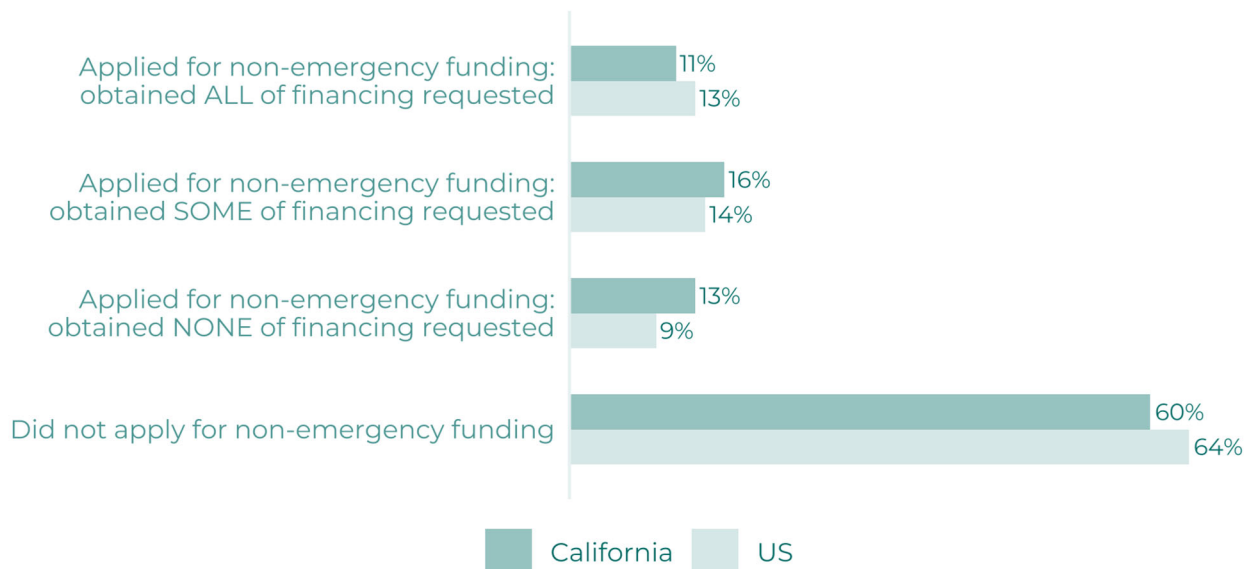 Applied for non-emergency funding:
obtained ALL of financing requested
11%
13%
Applied for non-emergency funding:
obtained SOME of financing requested
16%
14%
Applied for non-emergency funding:
obtained NONE of financing requested
13%
9%
Did not apply for non-emergency funding
60%
64%
California
US